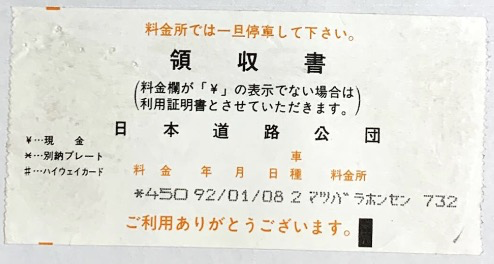 料金所では一旦停車して下さい。
領収書
(料金欄が「¥」の表示でない場合は
利用証明書とさせていただきます。)
日本道路公団
¥…現金
*…別納プレート
#…ハイウェイカード
料金 年 月 日 車種 料金所
*450 92/01/08 2 マツバラホンセン 732
ご利用ありがとうございます。